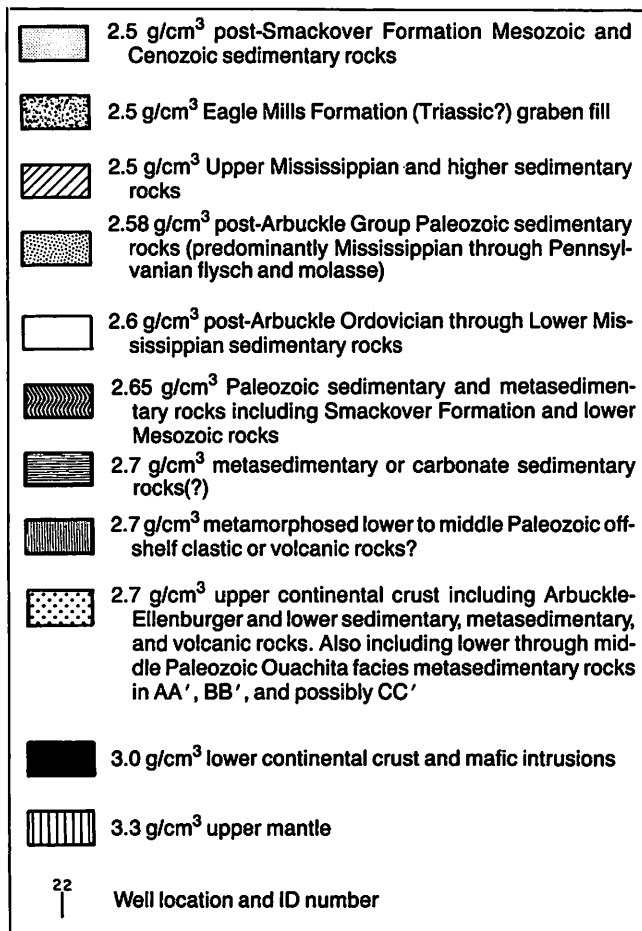 2.5 g/cm³ post-Smackover Formation Mesozoic and
Cenozoic sedimentary rocks
2.5 g/cm³ Eagle Mills Formation (Triassic?) graben fill
2.5 g/cm³ Upper Mississippian and higher sedimentary
rocks
2.58 g/cm³ post-Arbuckle Group Paleozoic sedimentary
rocks (predominantly Mississippian through Pennsyl-
vanian flysch and molasse)
2.6 g/cm³ post-Arbuckle Ordovician through Lower Mis-
sissippian sedimentary rocks
2.65 g/cm³ Paleozoic sedimentary and metasedimen-
tary rocks including Smackover Formation and lower
Mesozoic rocks
2.7 g/cm³ metasedimentary or carbonate sedimentary
rocks(?)
2.7 g/cm³ metamorphosed lower to middle Paleozoic off-
shelf clastic or volcanic rocks?
2.7 g/cm³ upper continental crust including Arbuckle-
Ellenburger and lower sedimentary, metasedimentary,
and volcanic rocks. Also including lower through mid-
dle Paleozoic Ouachita facies metasedimentary rocks
in AA′, BB′, and possibly CC′
3.0 g/cm³ lower continental crust and mafic intrusions
3.3 g/cm³ upper mantle
22
Well location and ID number